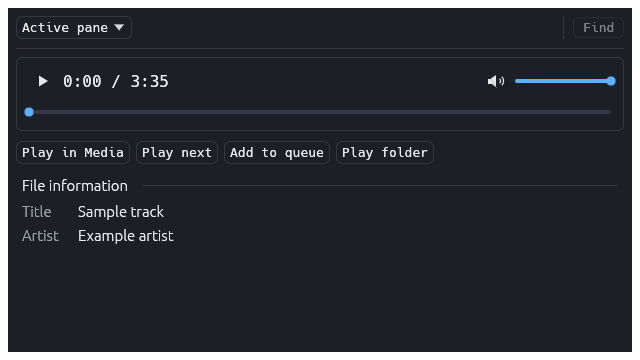 Active pane
Find
0:00 / 3:35
Play in Media
Play next
Add to queue
Play folder
File information
Title Sample track
Artist Example artist